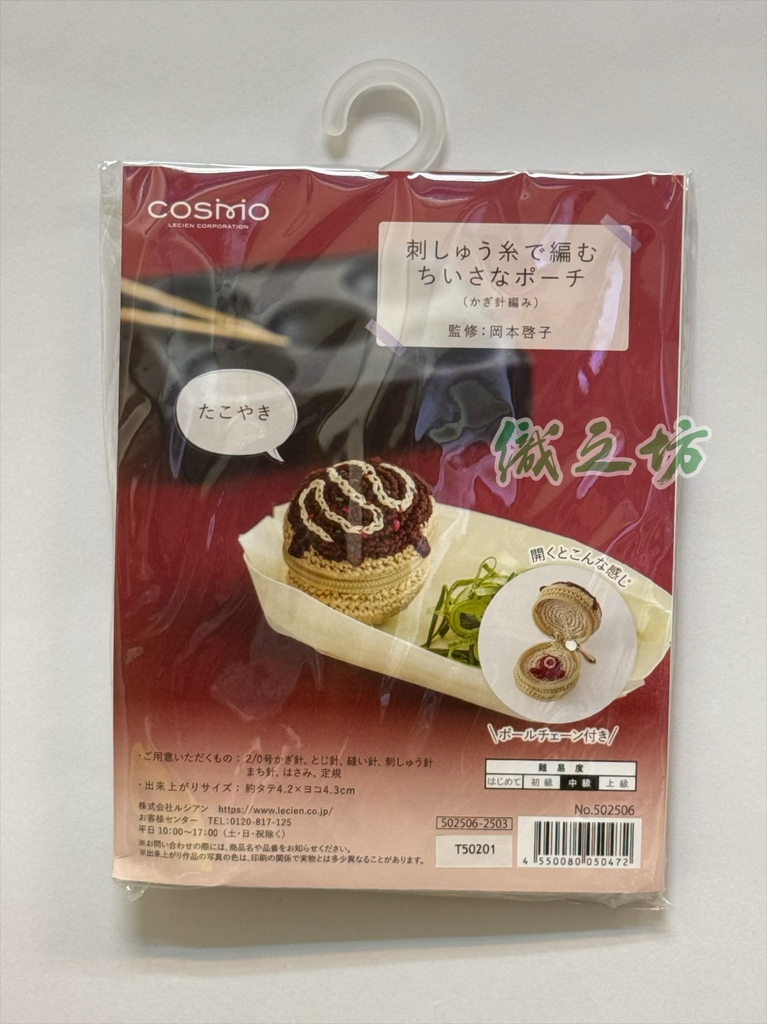 COSMO
LECIEN CORPORATION
刺しゅう糸で編む
ちいさなポーチ
（かぎ針編み）
監修：岡本啓子
たこやき
織之坊
開くとこんな感じ
\ボールチェーン付き/
・ご用意いただくもの：2/0号かぎ針、とじ針、縫い針、刺しゅう針
まち針、はさみ、定規
・出来上がりサイズ：約タテ4.2×ヨコ4.3cm
難易度
はじめて 初級 中級 上級
株式会社ルシアン https://www.lecien.co.jp/
お客様センター TEL:0120-817-125
平日 10:00〜17:00（土・日・祝除く）
※お問い合わせの際には、商品名や品番をお知らせください。
※出来上がり作品の写真の色は、印刷の関係で実物とは多少異なることがあります。
No.502506
502506-2503
T50201
4 550080 050472